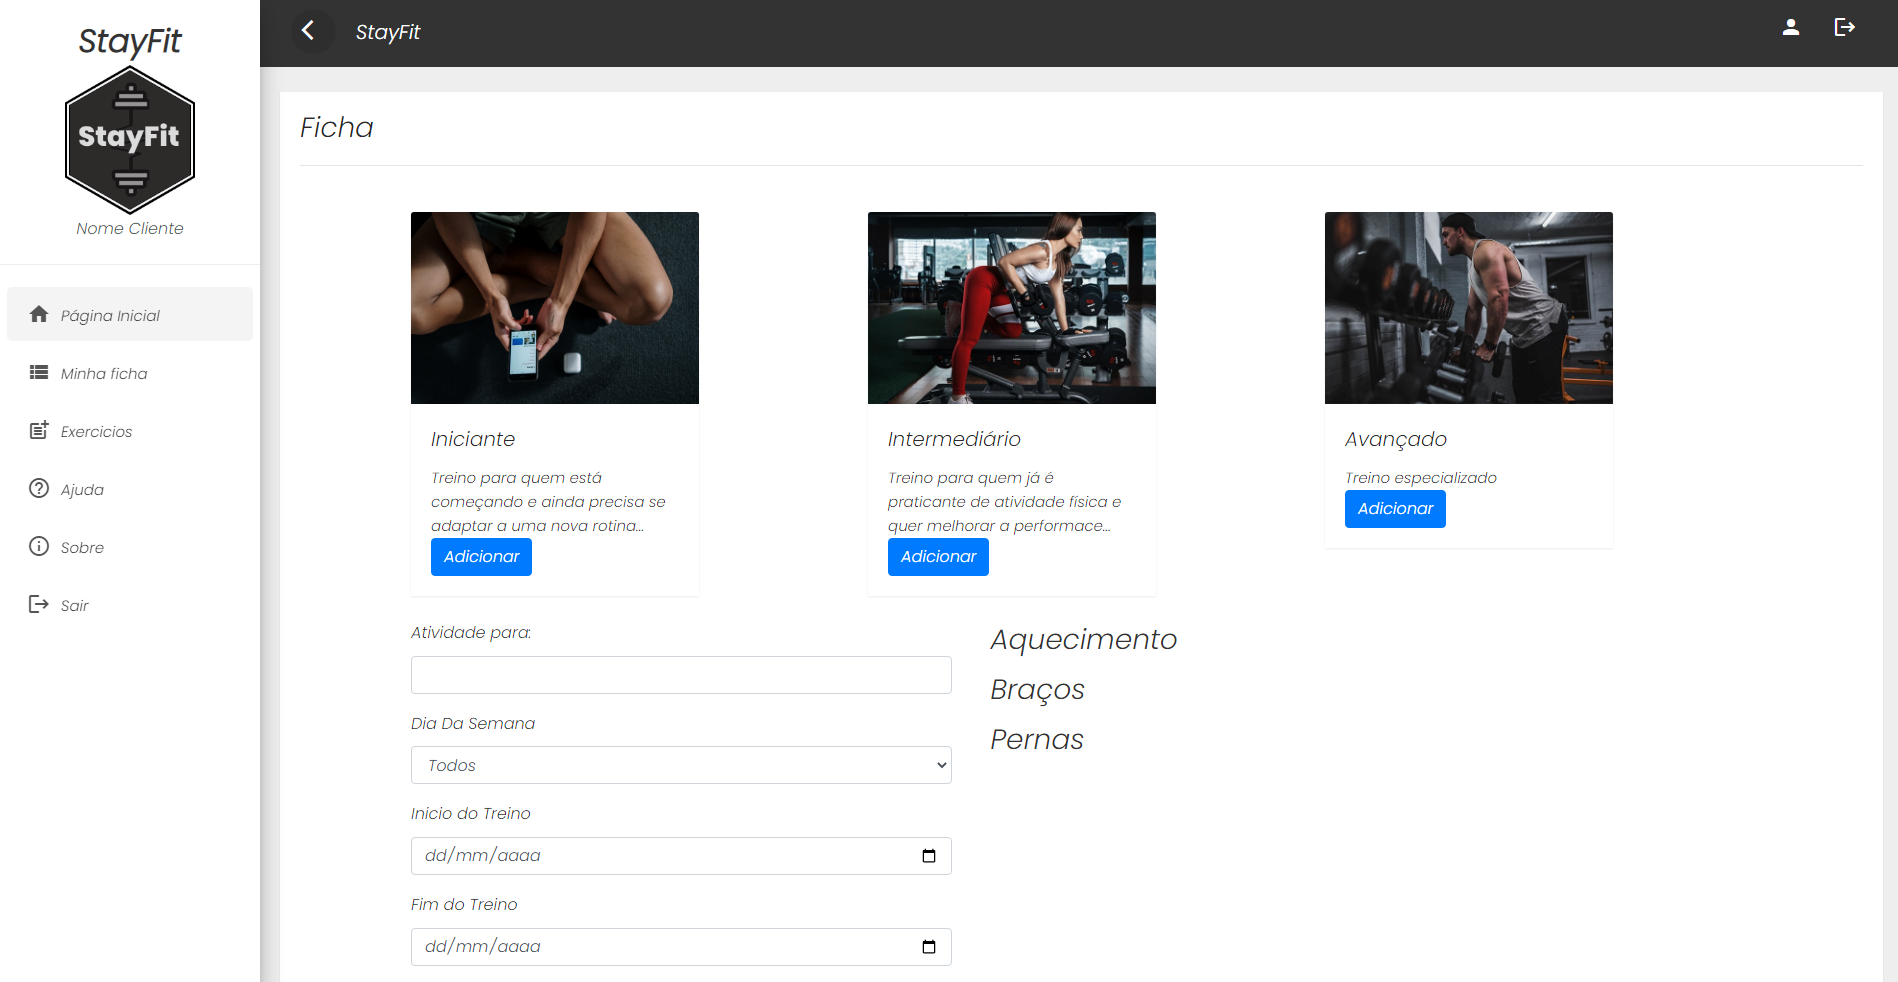 StayFit
StayFit
Nome Cliente
Página Inicial
Minha ficha
Exercicios
Ajuda
Sobre
Sair
StayFit
Ficha
Iniciante
Treino para quem está
começando e ainda precisa se
adaptar a uma nova rotina...
Adicionar
Intermediário
Treino para quem já é
praticante de atividade física e
quer melhorar a performace...
Adicionar
Avançado
Treino especializado
Adicionar
Atividade para:
Dia Da Semana
Todos
Inicio do Treino
dd/mm/aaaa
Fim do Treino
dd/mm/aaaa
Aquecimento
Braços
Pernas